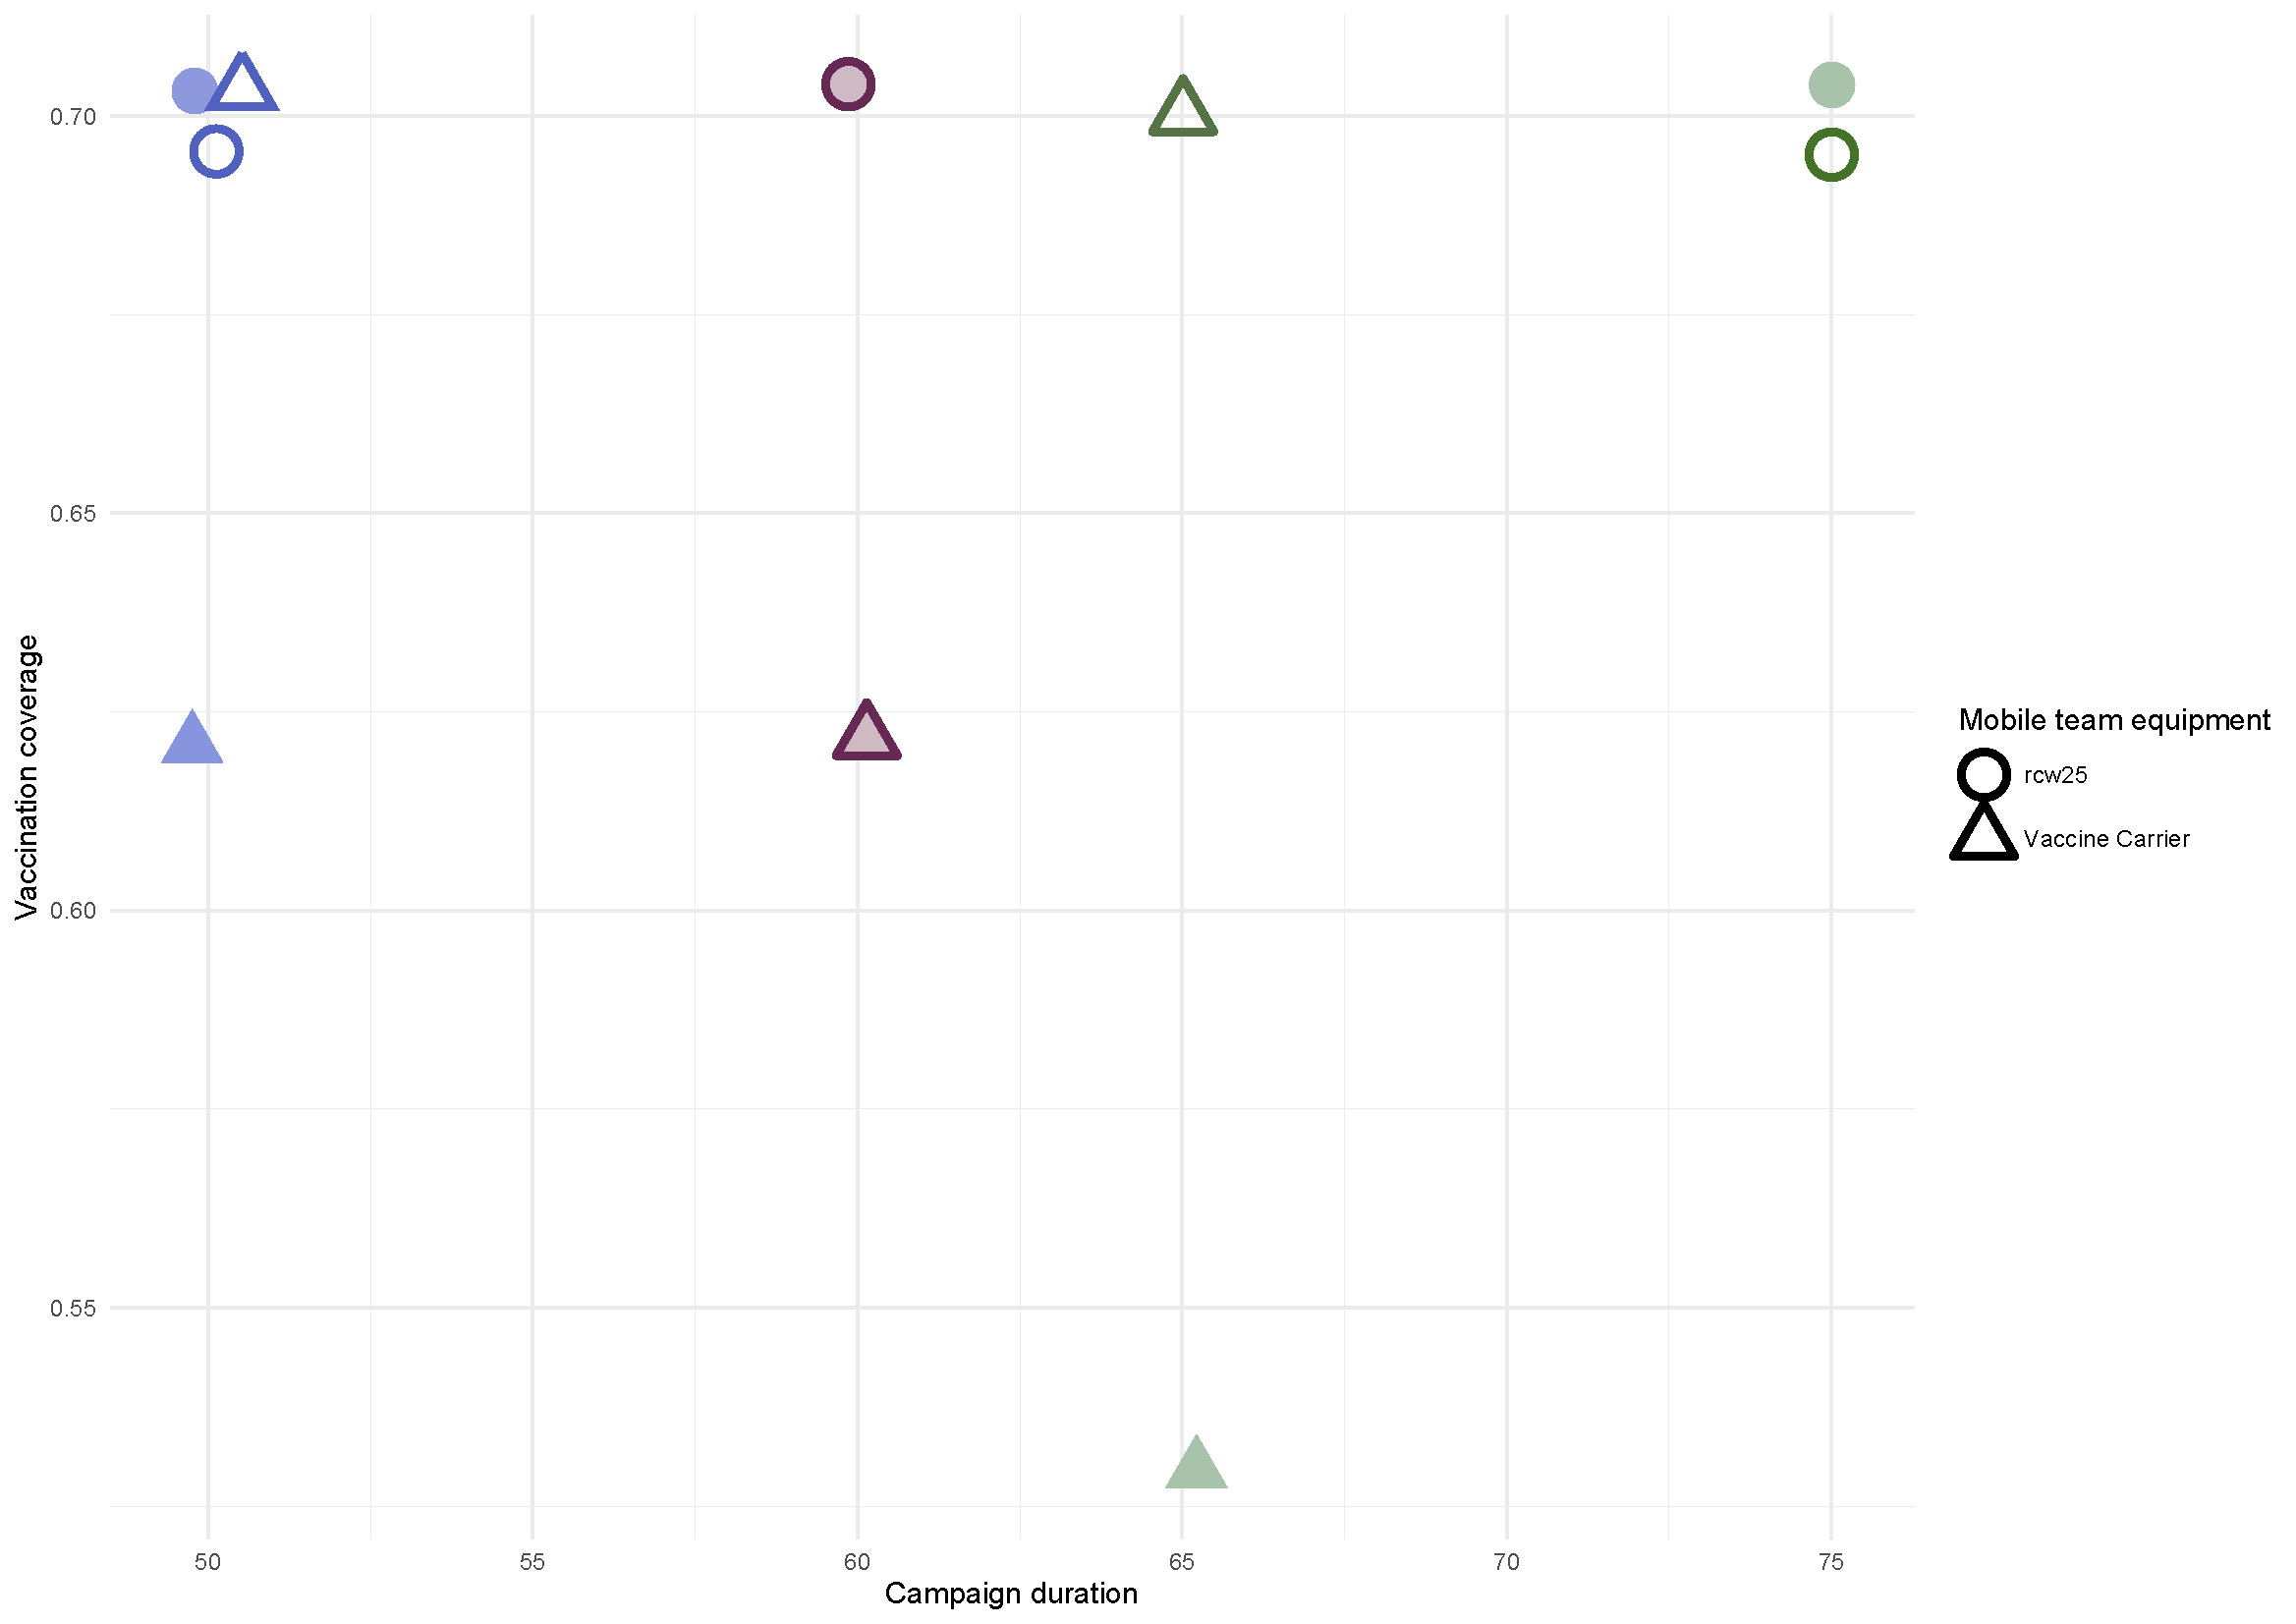 0.70
0.65
0.60
0.55
Vaccination coverage
50 55 60 65 70 75
Campaign duration
Mobile team equipment
rcw25
Vaccine Carrier